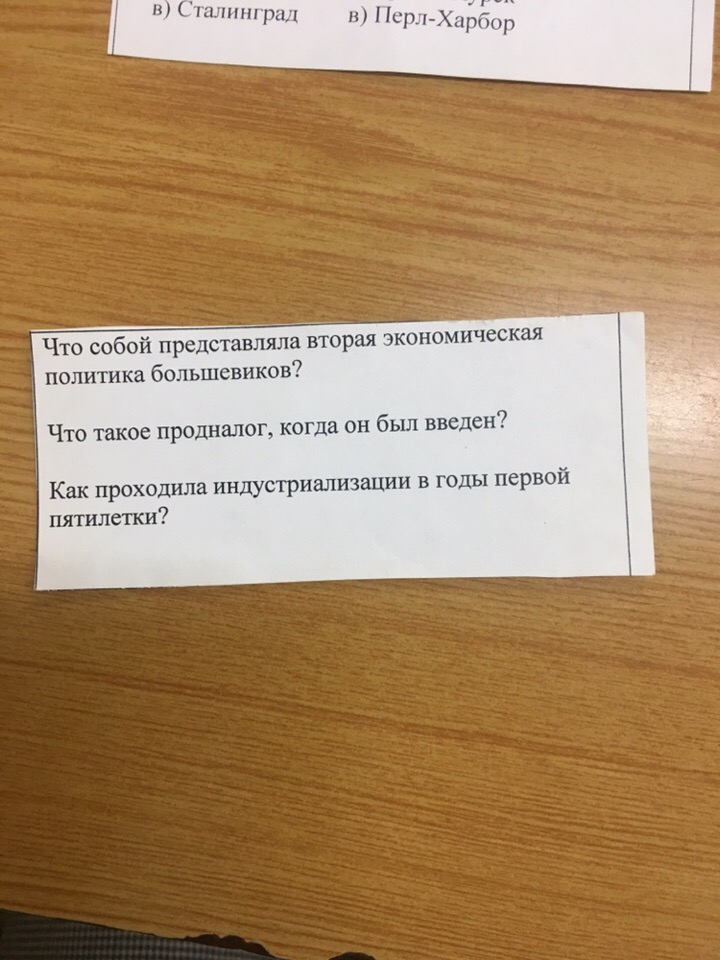 в) Сталинград в) Перл-Харбор
Что собой представляла вторая экономическая
политика большевиков?
Что такое продналог, когда он был введен?
Как проходила индустриализации в годы первой
пятилетки?